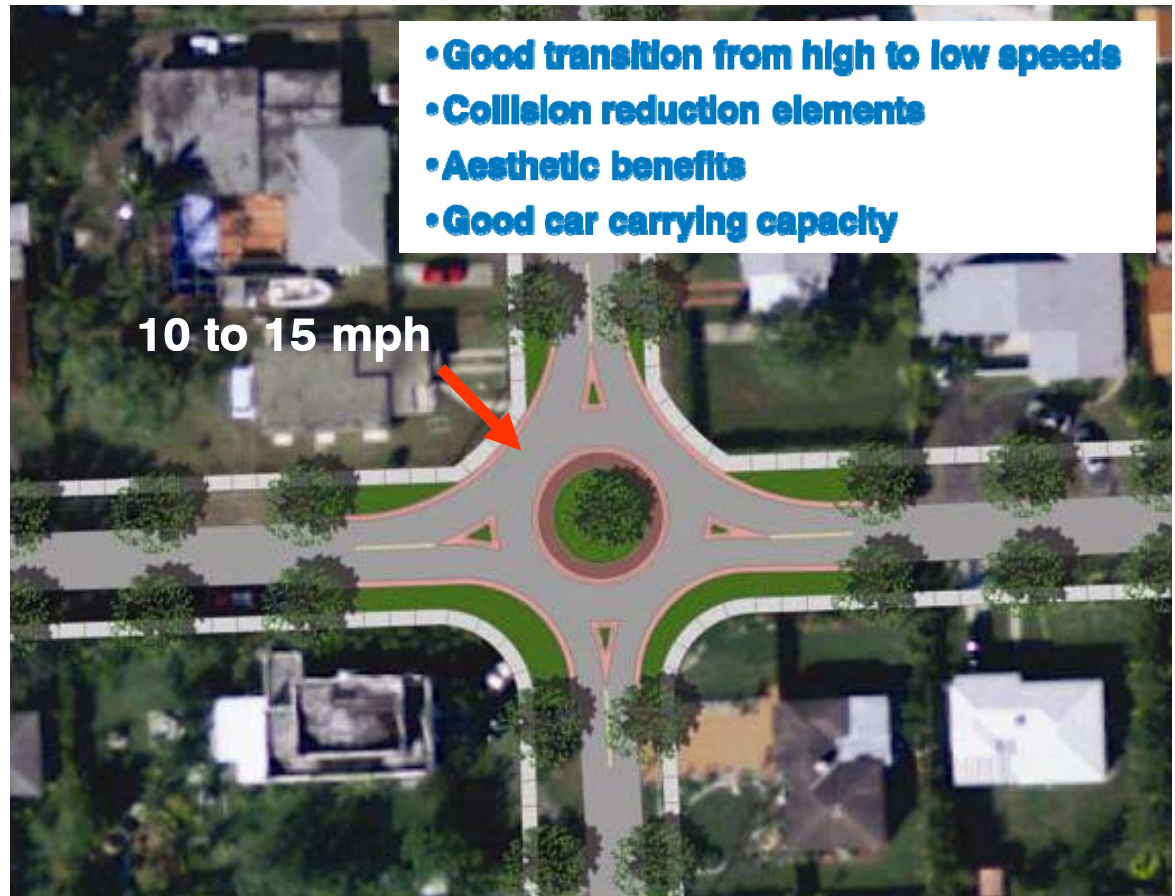 •Good transition from high to low speeds
•Collision reduction elements
•Aesthetic benefits
•Good car carrying capacity
10 to 15 mph